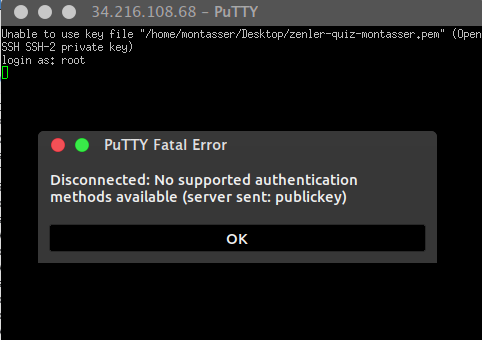 34.216.108.68 – PuTTY
Unable to use key file "/home/montasser/Desktop/zenler-quiz-montasser.pem" (Open
SSH SSH-2 private key)
login as: root
PuTTY Fatal Error
Disconnected: No supported authentication
methods available (server sent: publickey)
OK